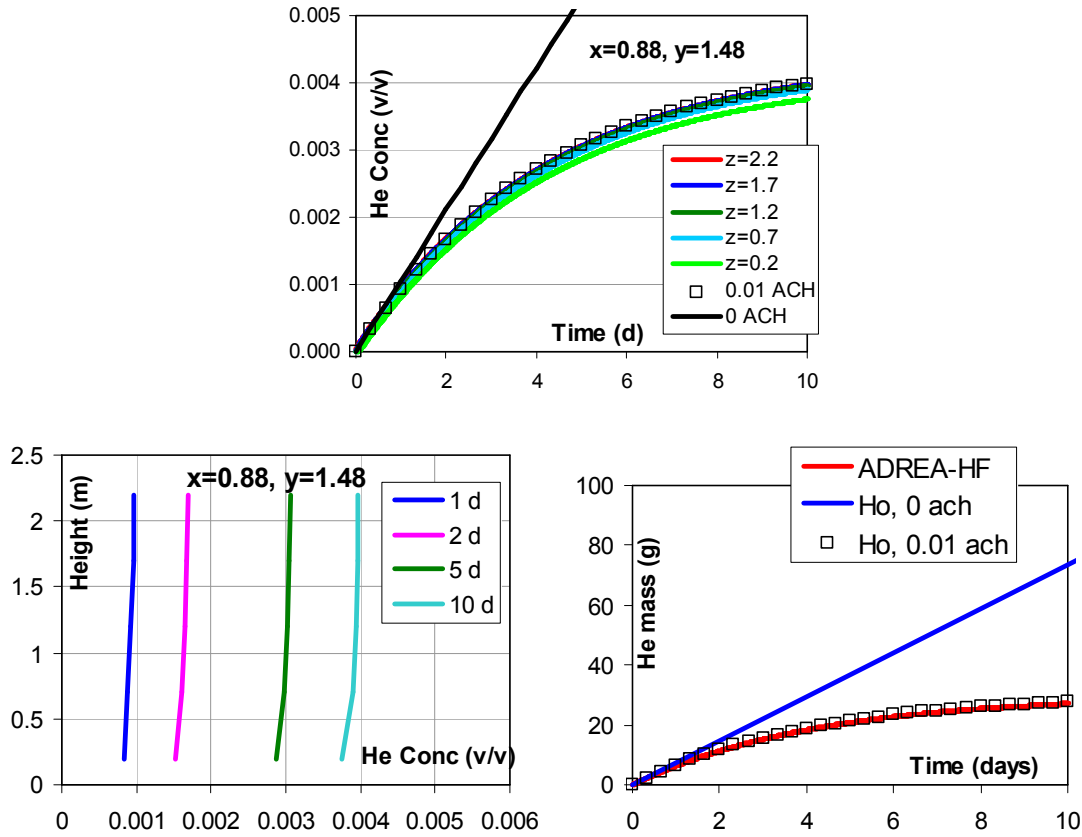 0.005
0.004
0.003
0.002
0.001
0.000
He Conc (v/v)
x=0.88, y=1.48
z=2.2
z=1.7
z=1.2
z=0.7
z=0.2
0.01 ACH
0 ACH
Time (d)
0 2 4 6 8 10
2.5
2
1.5
1
0.5
0
Height (m)
x=0.88, y=1.48
1 d
2 d
5 d
10 d
He Conc (v/v)
0 0.001 0.002 0.003 0.004 0.005 0.006
ADREA-HF
Ho, 0 ach
Ho, 0.01 ach
100
80
60
40
20
0
He mass (g)
Time (days)
0 2 4 6 8 10